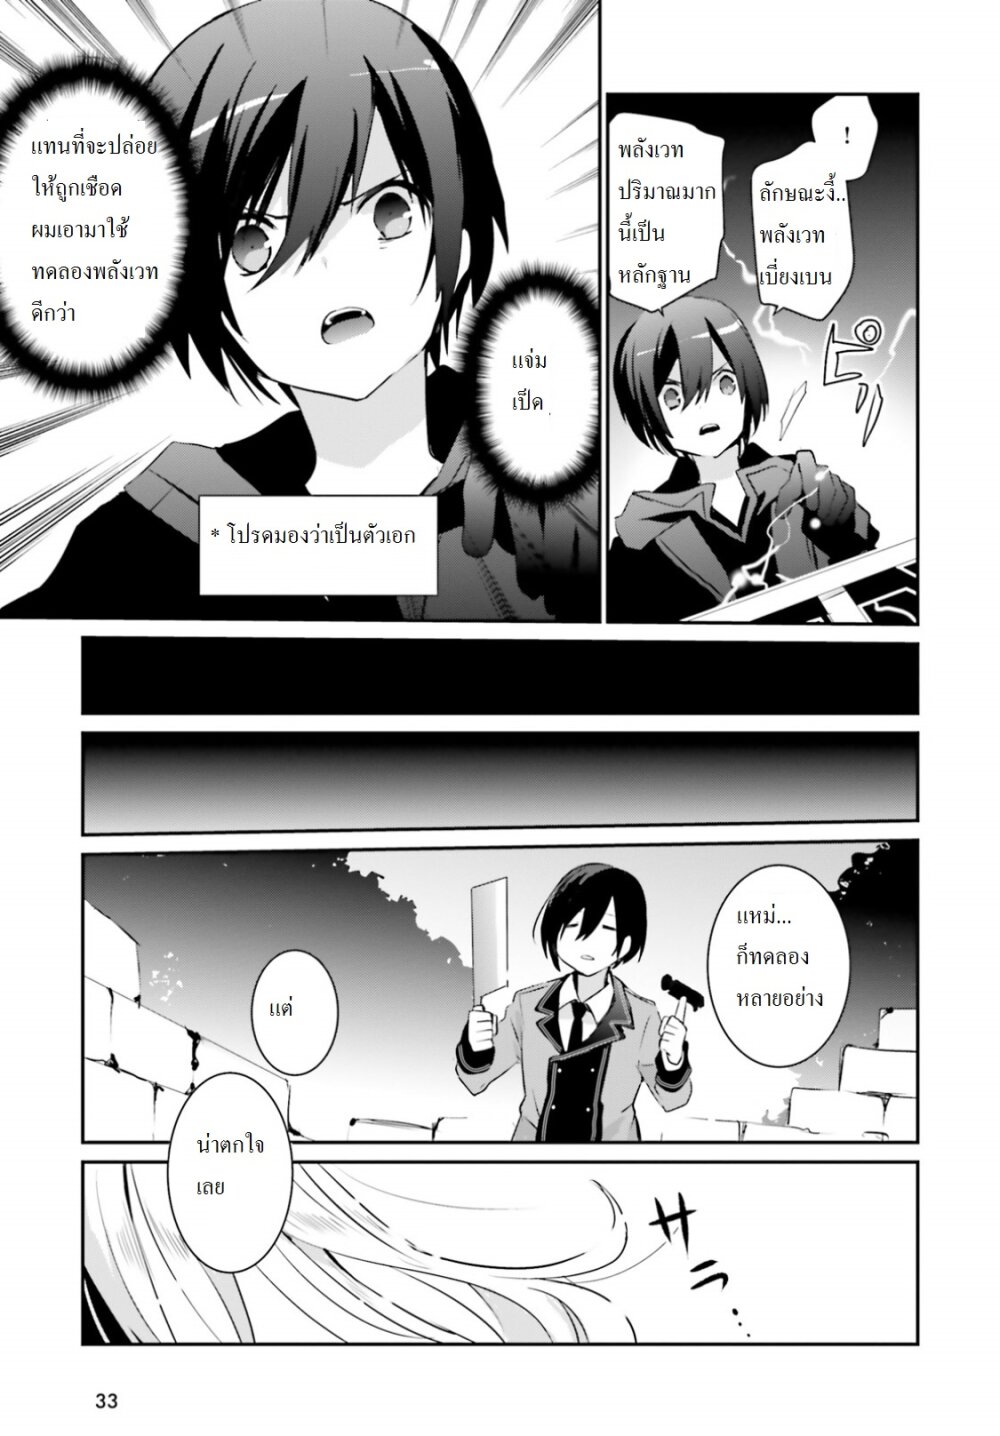 !
ลักษณะงี้..
พลังเวท
เบี่ยงเบน
พลังเวท
ปริมาณมาก
นี้เป็น
หลักฐาน
ピリッ
แจ่ม
เป็ด
แทนที่จะปล่อย
ให้ถูกเชือด
ผมเอามาใช้
ทดลองพลังเวท
ดีกว่า
* โปรดมองว่าเป็นตัวเอก
แหม่...
ก็ทดลอง
หลายอย่าง
แต่
น่าตกใจ
เลย
サラ…
33